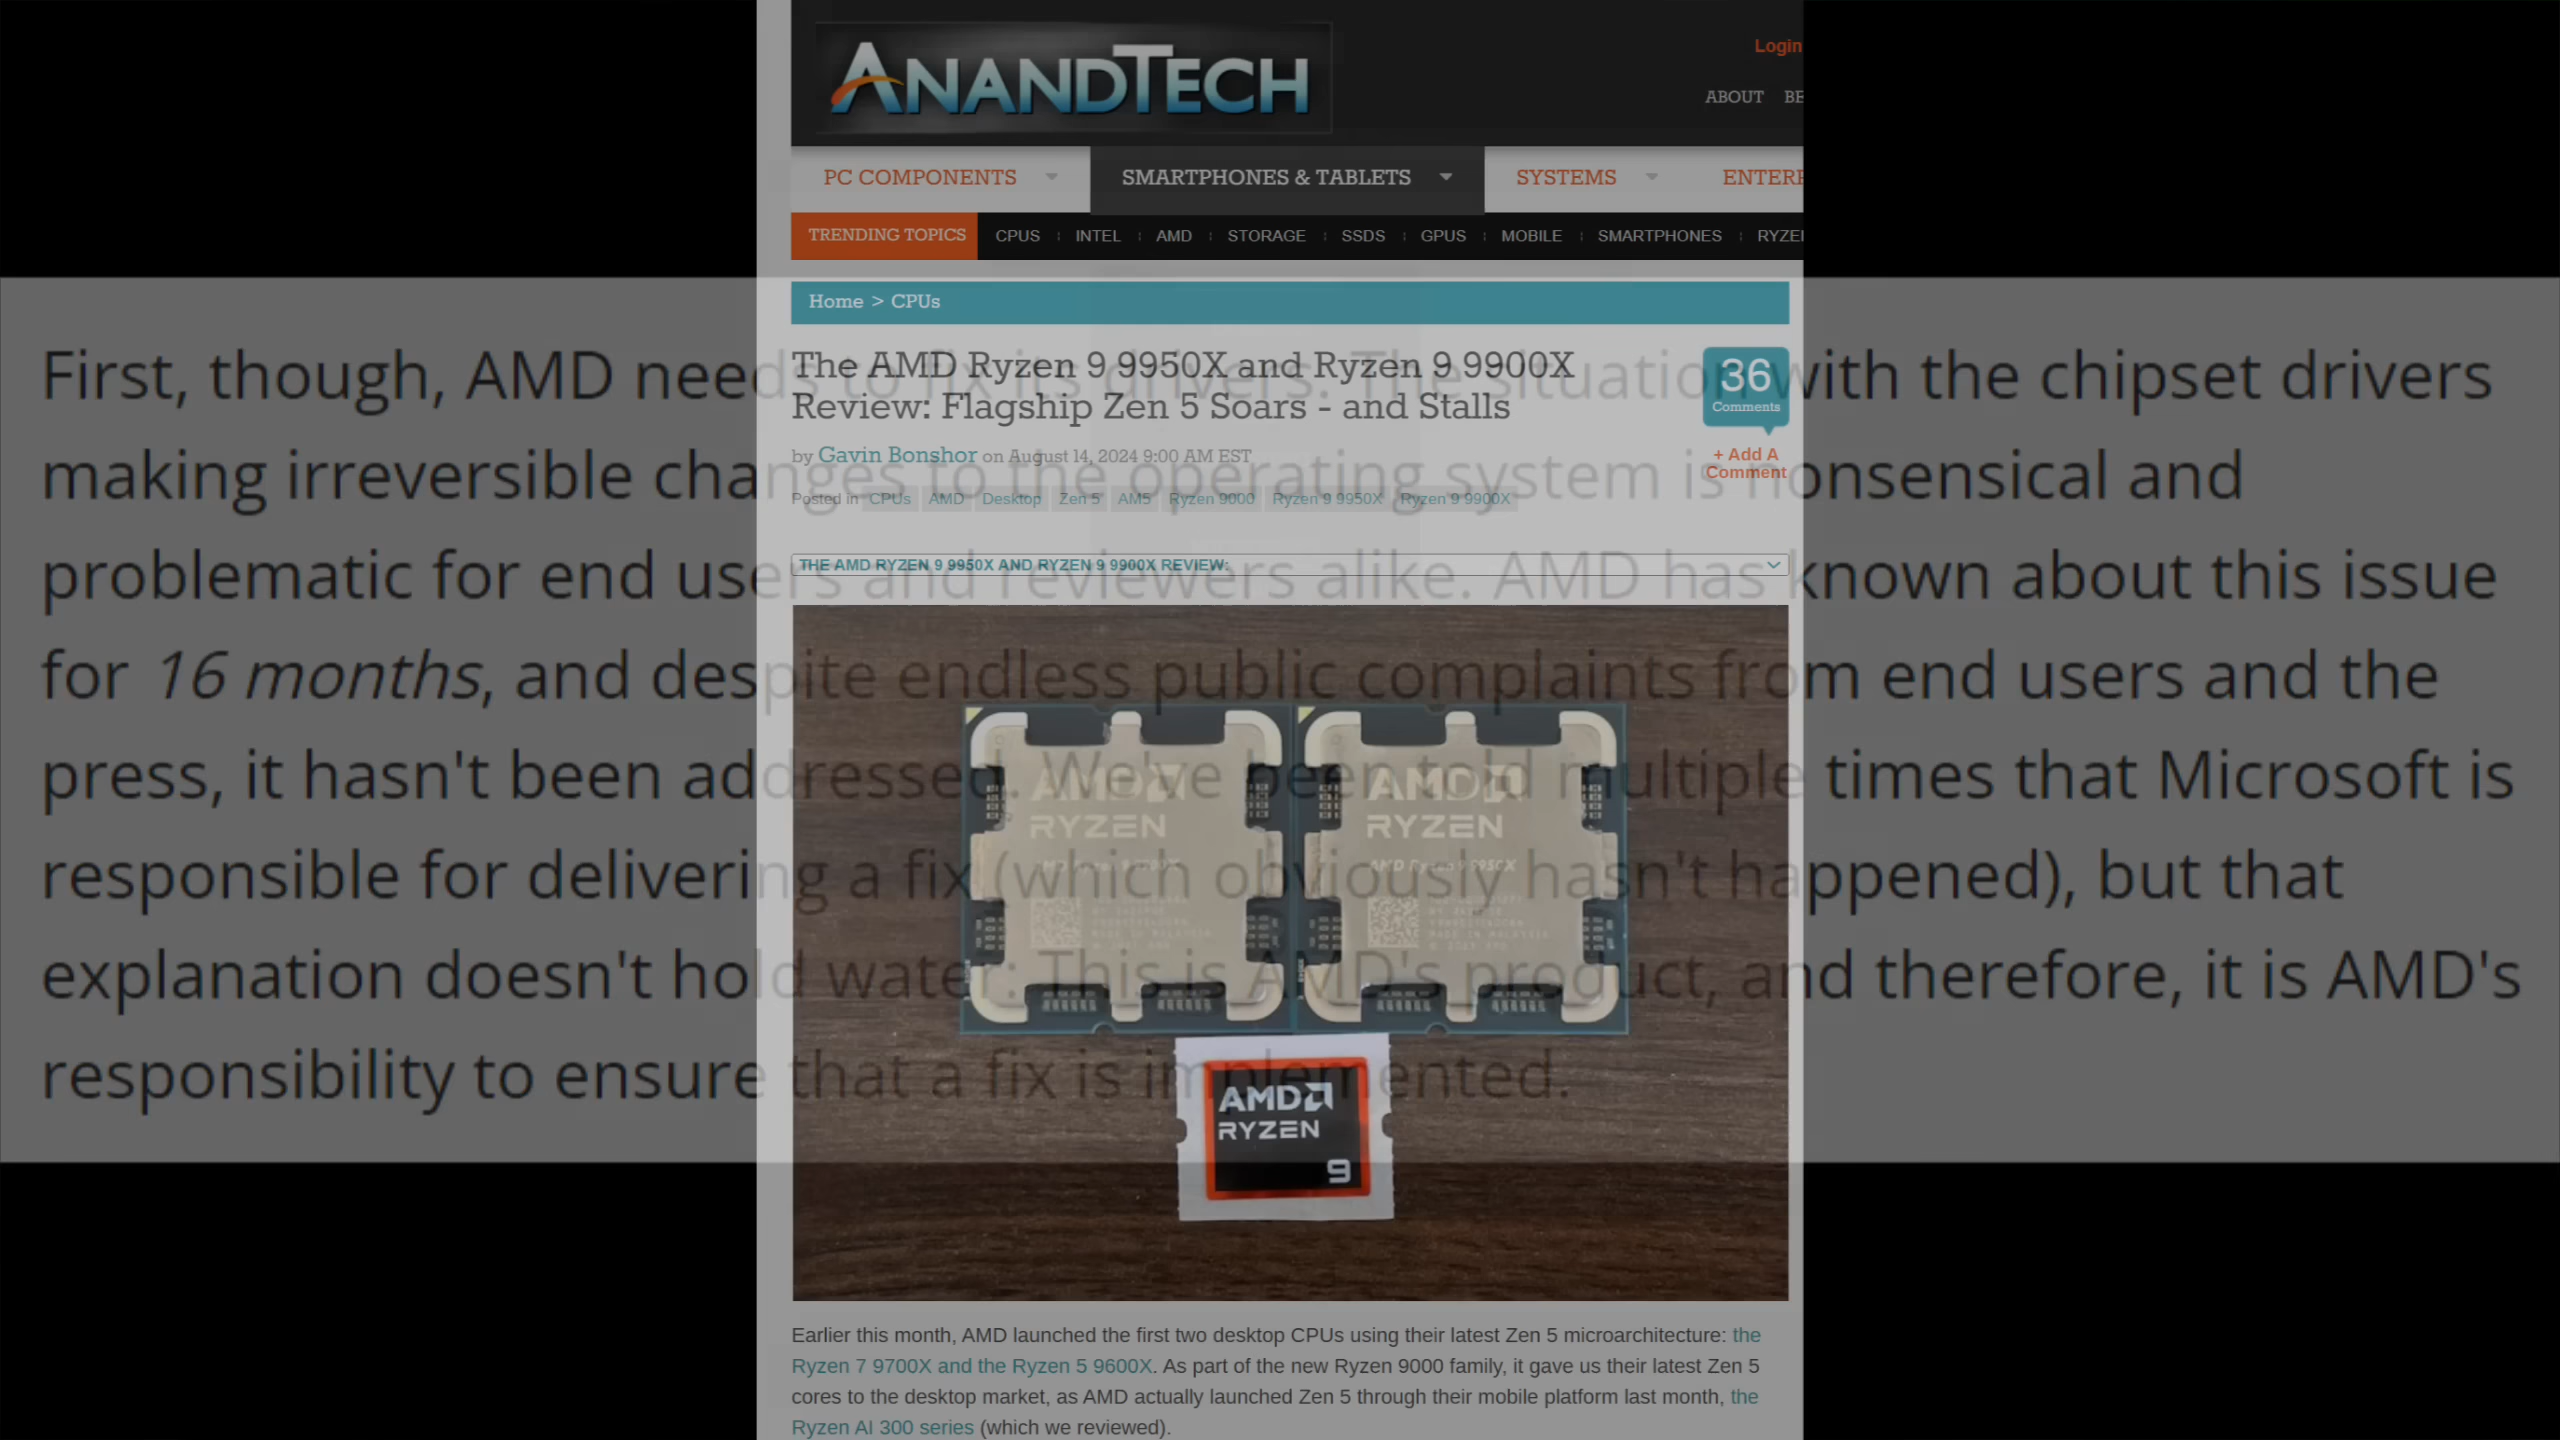 ANANDTECH
Login
ABOUT
PC COMPONENTS
SMARTPHONES & TABLETS
SYSTEMS
TRENDING TOPICS
CPUS
INTEL
AMD
STORAGE
SSDS
GPUS
MOBILE
SMARTPHONES
Home > CPUs
The AMD Ryzen 9 9950X and Ryzen 9 9900X
Review: Flagship Zen 5 Soars - and Stalls
36
Comments
by Gavin Bonshor on August 14, 2024 9:00 AM EST
+ Add A
Comment
Posted in CPUs AMD Desktop Zen 5 AM5 Ryzen 9000 Ryzen 9 9950X Ryzen 9 9900X
THE AMD RYZEN 9 9950X AND RYZEN 9 9900X REVIEW:
First, though, AMD needs to fix its drivers. The situation with the chipset drivers
making irreversible changes to the operating system is nonsensical and
problematic for end users and reviewers alike. AMD has known about this issue
for 16 months, and despite endless public complaints from end users and the
press, it hasn't been addressed. We've been told multiple times that Microsoft is
responsible for delivering a fix (which obviously hasn't happened), but that
explanation doesn't hold water: This is AMD's product, and therefore, it is AMD's
responsibility to ensure that a fix is implemented.
AMD
RYZEN
AMD
RYZEN
AMD Ryzen 9 9950X
AMD
RYZEN
9
Earlier this month, AMD launched the first two desktop CPUs using their latest Zen 5 microarchitecture: the
Ryzen 7 9700X and the Ryzen 5 9600X. As part of the new Ryzen 9000 family, it gave us their latest Zen 5
cores to the desktop market, as AMD actually launched Zen 5 through their mobile platform last month, the
Ryzen AI 300 series (which we reviewed).